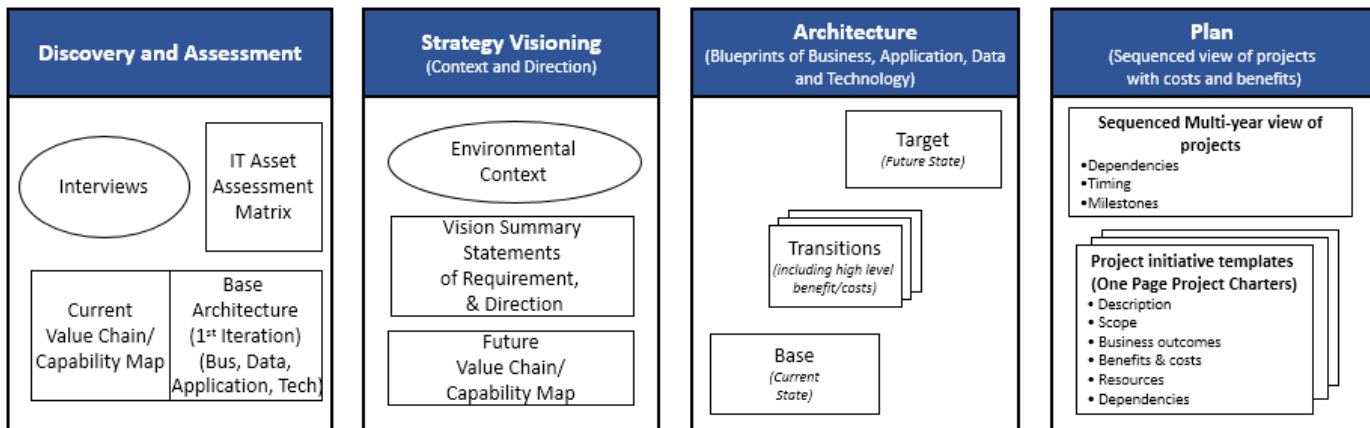 Discovery and Assessment
Interviews
IT Asset
Assessment
Matrix
Current
Value Chain/
Capability Map
Base
Architecture
(1st Iteration)
(Bus, Data,
Application, Tech)
Strategy Visioning
(Context and Direction)
Environmental
Context
Vision Summary
Statements
of Requirement,
& Direction
Future
Value Chain/
Capability Map
Architecture
(Blueprints of Business, Application, Data
and Technology)
Target
(Future State)
Transitions
(including high level
benefit/costs)
Base
(Current
State)
Plan
(Sequenced view of projects
with costs and benefits)
Sequenced Multi-year view of
projects
•Dependencies
•Timing
•Milestones
Project initiative templates
(One Page Project Charters)
• Description
• Scope
• Business outcomes
• Benefits & costs
• Resources
• Dependencies